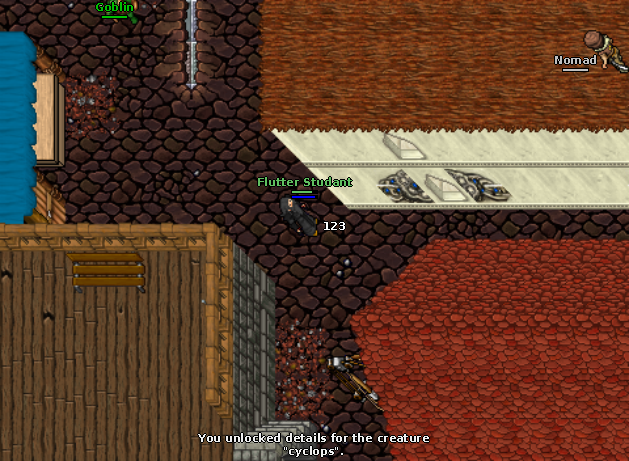 Goblin
Nomad
Flutter Studant
123
You unlocked details for the creature
"cyclops".